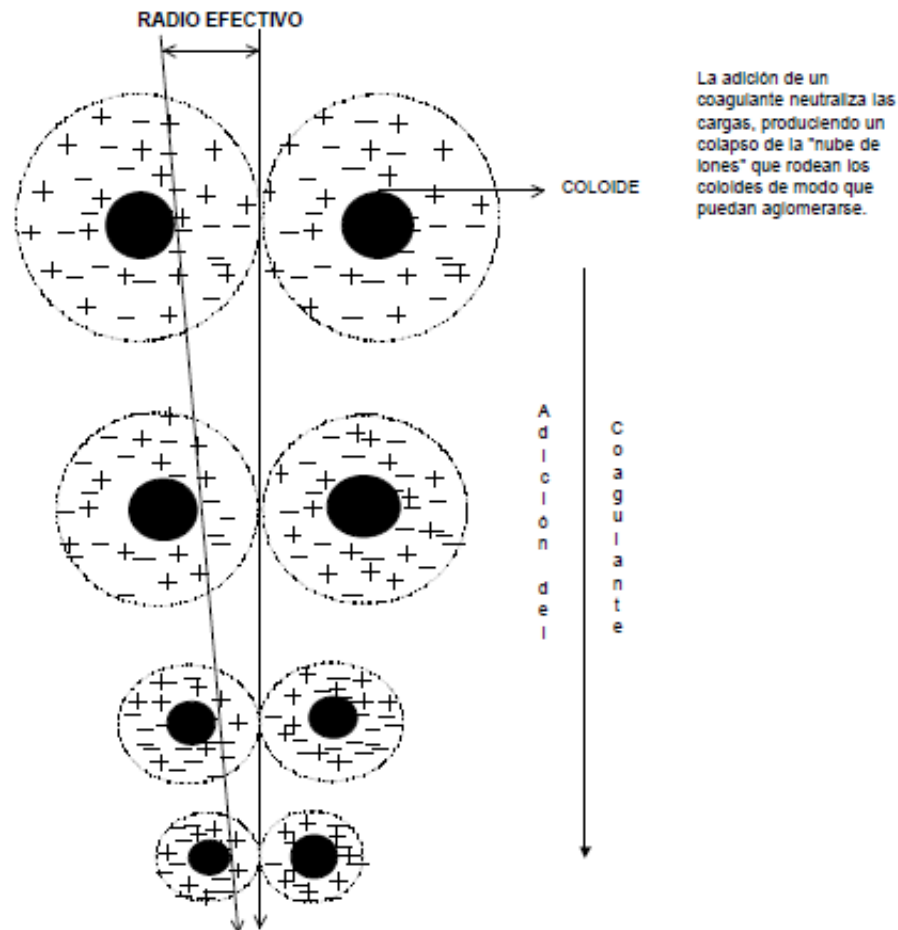 RADIO EFECTIVO
La adición de un
coagulante neutraliza las
cargas, produciendo un
colapso de la "nube de
iones" que rodean los
coloides de modo que
puedan aglomerarse.
COLOIDE
Adición del
Coagulante